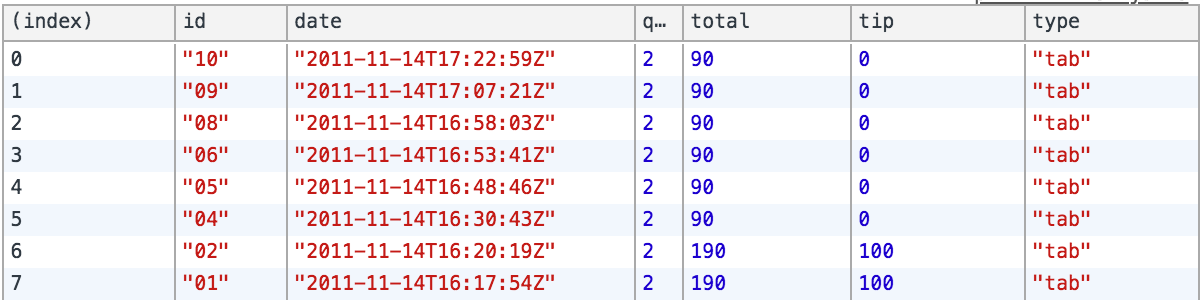 (index) id date q… total tip type
0 "10" "2011-11-14T17:22:59Z" 2 90 0 "tab"
1 "09" "2011-11-14T17:07:21Z" 2 90 0 "tab"
2 "08" "2011-11-14T16:58:03Z" 2 90 0 "tab"
3 "06" "2011-11-14T16:53:41Z" 2 90 0 "tab"
4 "05" "2011-11-14T16:48:46Z" 2 90 0 "tab"
5 "04" "2011-11-14T16:30:43Z" 2 90 0 "tab"
6 "02" "2011-11-14T16:20:19Z" 2 190 100 "tab"
7 "01" "2011-11-14T16:17:54Z" 2 190 100 "tab"